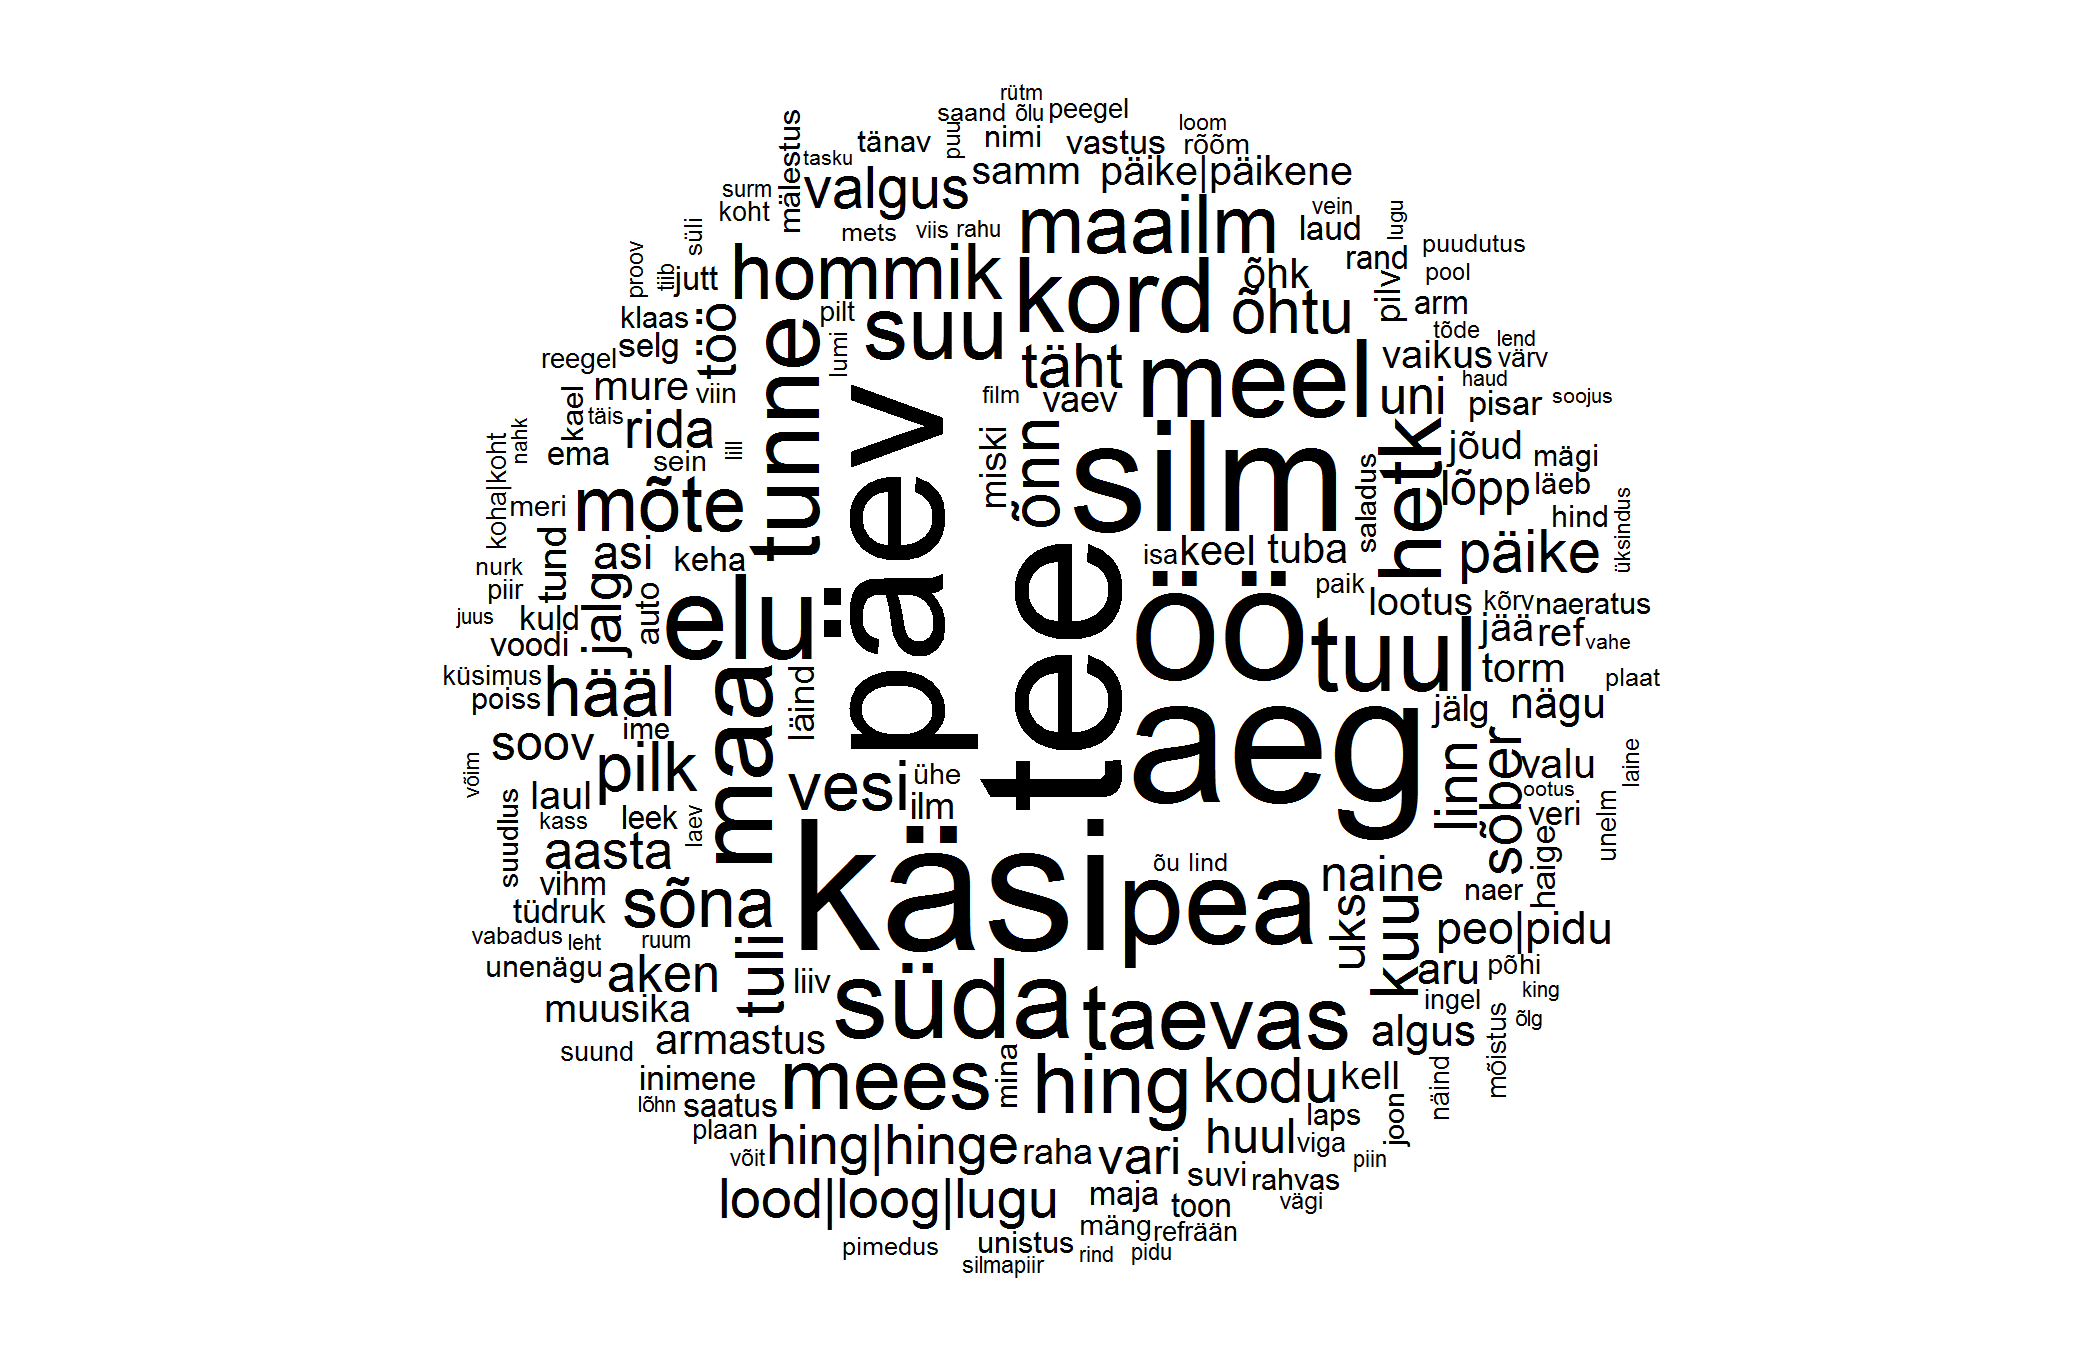 rütm
saand õlu peegel
loom
tänav puu nimi vastus rõõm
mälestus tasku
valgus samm päike|päikene
surm
koht
vein
maailm laud lugu
süli mets viis rahu
puudutus
proov tiib jutt hommik kord õhk rand pool
pilv arm
klaas töö pilt suu õhtu
tõde
selg lumi täht meel vaikus lend värv
reegel
mure viin film vaev uni haud pisar soojus
kael täis rida tunne päev õnn silm hetk jõud
nahk ema sein lill miski mägi
koha|koht saladus lõpp läeb
meri mõte hind üksindus
tund asi keha tee isa keel tuba päike
nurk
piir jalg auto elu öö paik lootus kõrv naeratus
juus kuld
voodi tuul jää ref vahe
küsimus hääl maa läind torm plaat
poiss aeg jälg nägu
ime
soov pilk vesi ühe linn sõber valu laine
võim ootus
laul leek laev ilm veri unelm
suudlus kass
aasta käsi õu lind haige
vihm sõna pea naine naer
tüdruk uks kuu
vabadus leht ruum tuli peo|pidu
unenägu aken liiv süda aru põhi
muusika taevas ingel king
algus mõistus õlg
suund armastus
inimene mees mina hing kodu kell näind
lõhn saatus laps joon
plaan huul viga
võit hing|hinge raha vari piin
suvi rahvas
lood|loog|lugu maja toon vägi
mäng refrään
pimedus unistus rind pidu
silmapiir